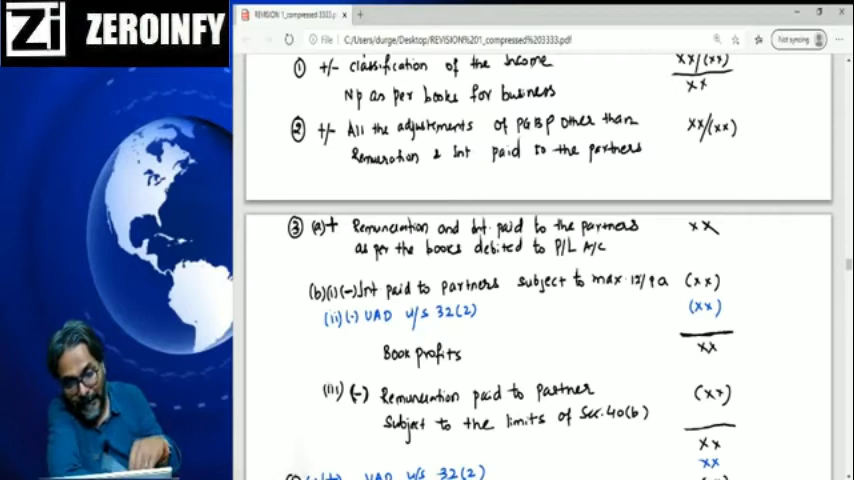 Zi ZEROINFY
REVISION 1_compressed 3333.pdf
File C:/Users/durge/Desktop/REVISION%201_compressed%203333.pdf
Not syncing
① +/- classification of the Income xx/(xx)
Np as per books for business xx
② +/- All the adjustements of PGBP Other than xx/(xx)
Remuneration & Int paid to the partners
③ (a)+ Remuneration and Int paid to the partners xx
as per the books debited to P/L A/C
(b)(i)(-)Int paid to partners subject to max. 12% p.a (xx)
(ii)(-) UAD u/s 32(2) (xx)
Book profits xx
(iii) (-) Remuneration paid to Partner (xx)
Subject to the limits of Sec.40(b)
xx
xx
UAD u/s 32(2)